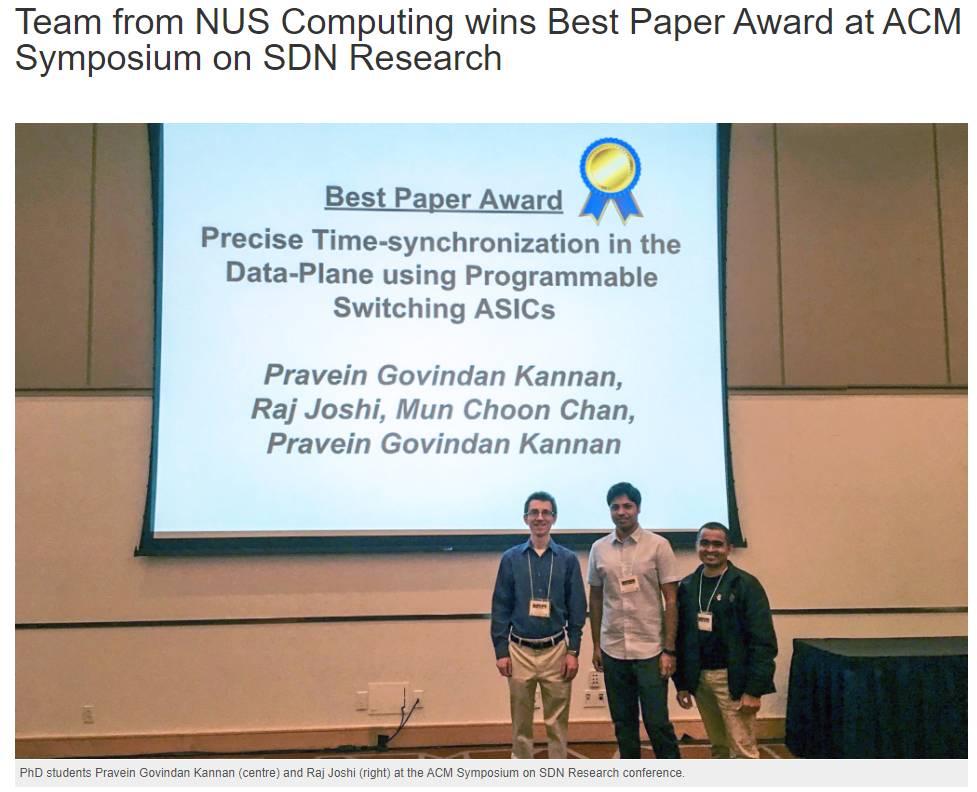 Team from NUS Computing wins Best Paper Award at ACM
Symposium on SDN Research
Best Paper Award
Precise Time-synchronization in the
Data-Plane using Programmable
Switching ASICs
Pravein Govindan Kannan,
Raj Joshi, Mun Choon Chan,
Pravein Govindan Kannan
PhD students Pravein Govindan Kannan (centre) and Raj Joshi (right) at the ACM Symposium on SDN Research conference.